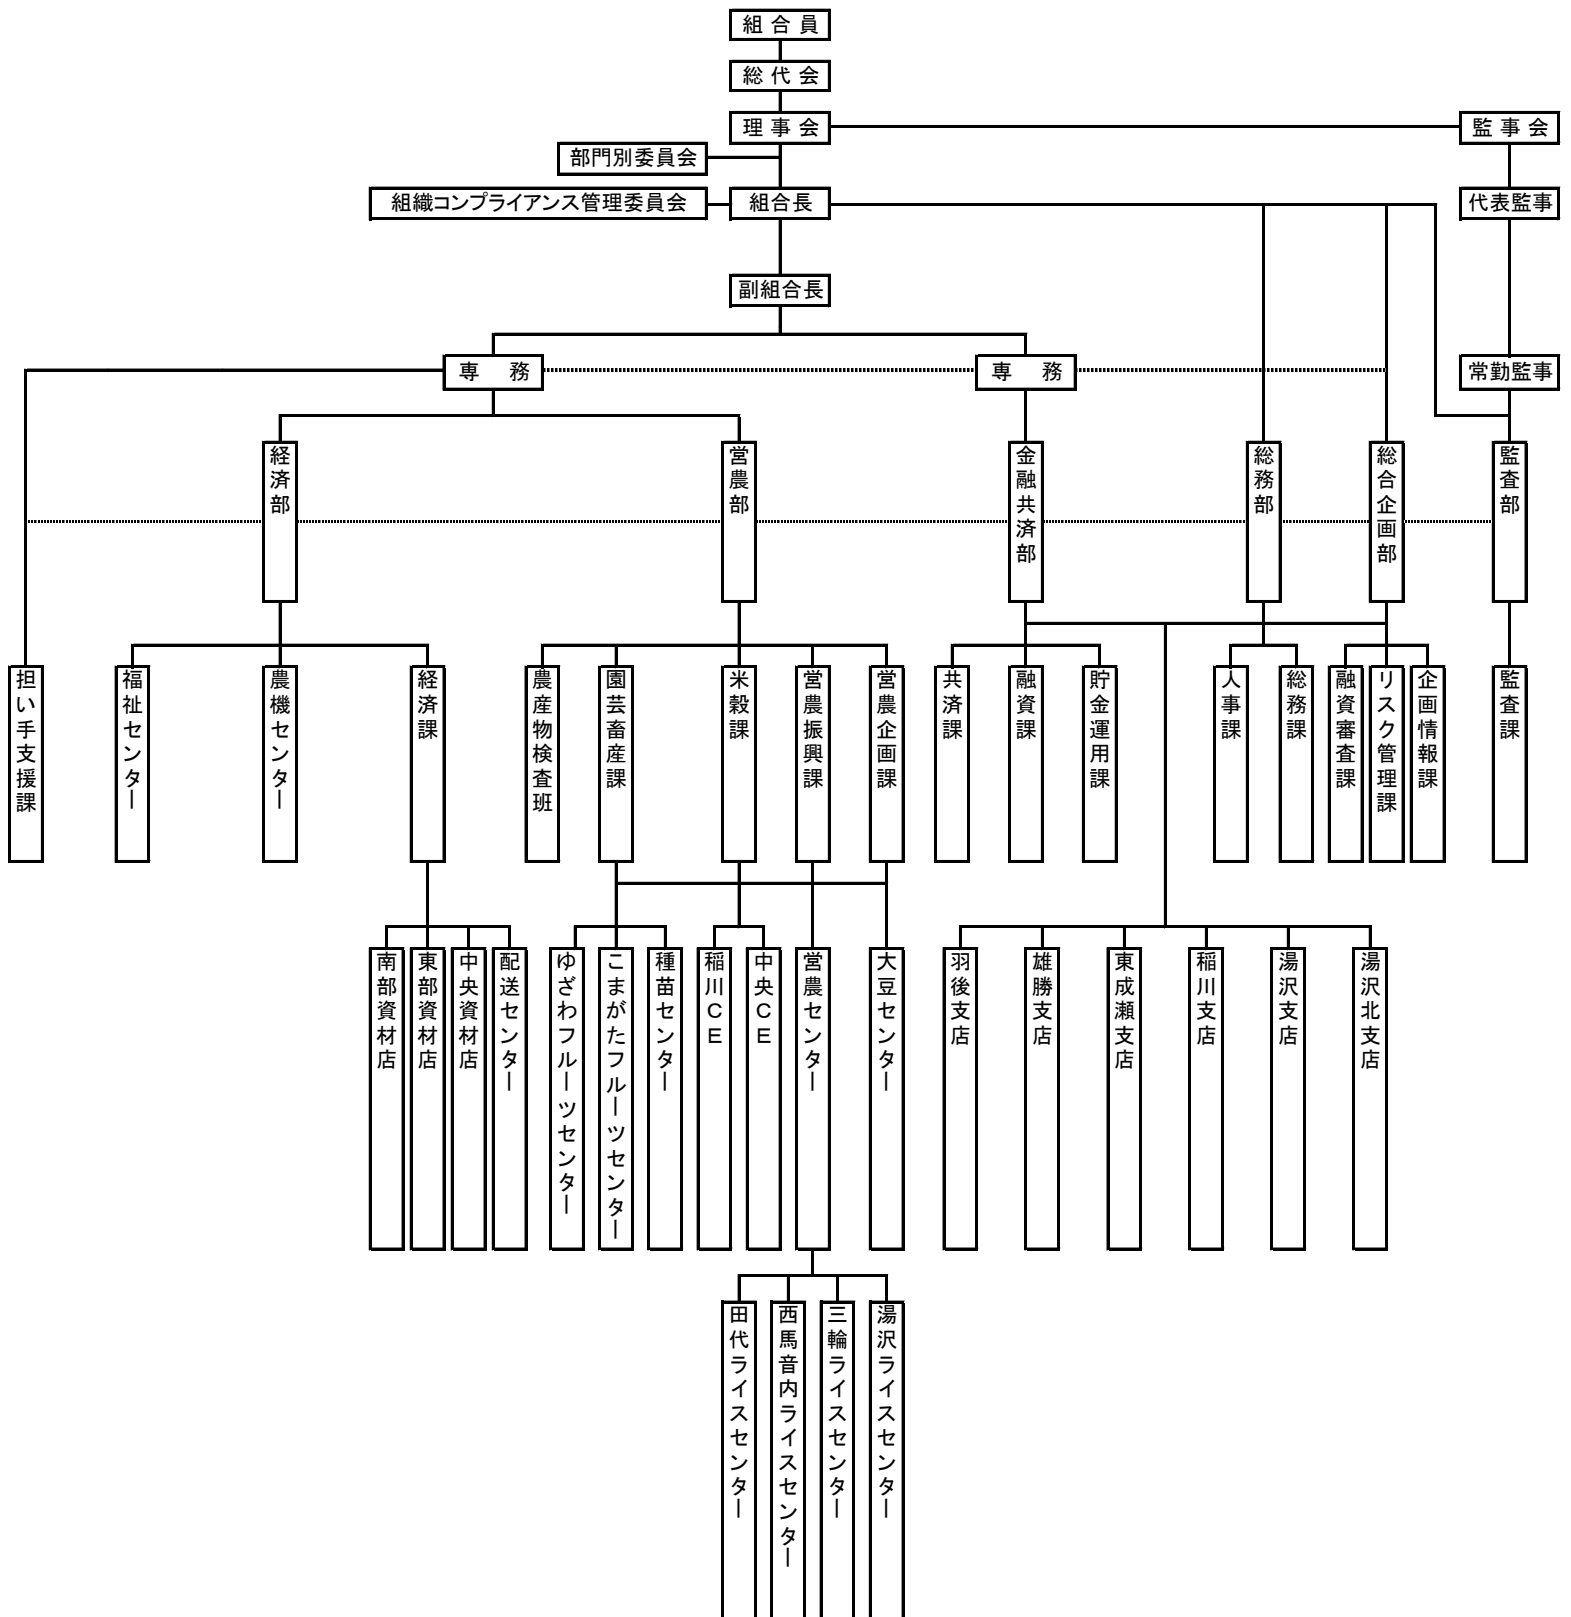 組合員
総代会
理事会
監事会
部門別委員会
組織コンプライアンス管理委員会
組合長
代表監事
副組合長
専 務
専 務
常勤監事
経済部
営農部
金融共済部
総務部
総合企画部
監査部
担い手支援課
福祉センター
農機センター
経済課
農産物検査班
園芸畜産課
米穀課
営農振興課
営農企画課
共済課
融資課
貯金運用課
人事課
総務課
融資審査課
リスク管理課
企画情報課
監査課
南部資材店
東部資材店
中央資材店
配送センター
ゆざわフルーツセンター
こまがたフルーツセンター
種苗センター
稲川CE
中央CE
営農センター
大豆センター
羽後支店
雄勝支店
東成瀬支店
稲川支店
湯沢支店
湯沢北支店
田代ライスセンター
西馬音内ライスセンター
三輪ライスセンター
湯沢ライスセンター